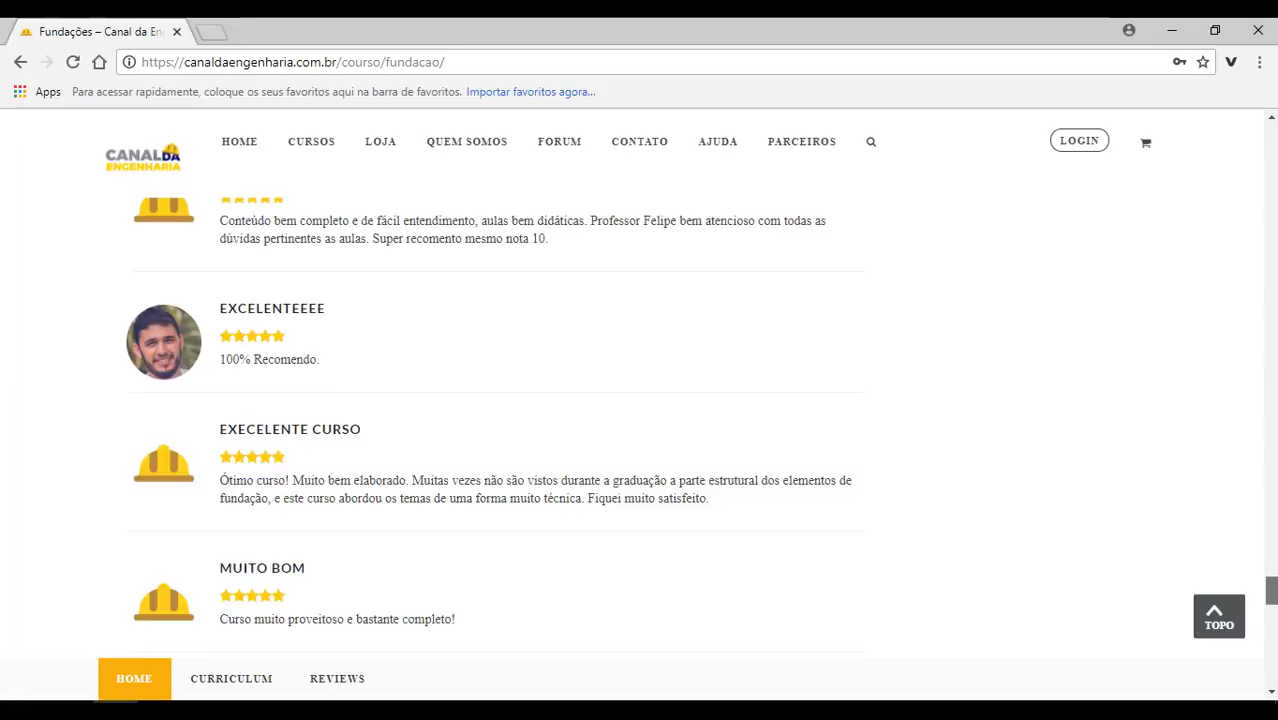 Fundações – Canal da En
https://canaldaengenharia.com.br/courso/fundacao/
Apps Para acessar rapidamente, coloque os seus favoritos aqui na barra de favoritos. Importar favoritos agora...
CANALDA
ENGENHARIA
HOME CURSOS LOJA QUEM SOMOS FORUM CONTATO AJUDA PARCEIROS LOGIN
Conteúdo bem completo e de fácil entendimento, aulas bem didáticas. Professor Felipe bem atencioso com todas as
dúvidas pertinentes as aulas. Super recomento mesmo nota 10.
EXCELENTEEEE
100% Recomendo.
EXECELENTE CURSO
Ótimo curso! Muito bem elaborado. Muitas vezes não são vistos durante a graduação a parte estrutural dos elementos de
fundação, e este curso abordou os temas de uma forma muito técnica. Fiquei muito satisfeito.
MUITO BOM
Curso muito proveitoso e bastante completo!
TOPO
HOME CURRICULUM REVIEWS